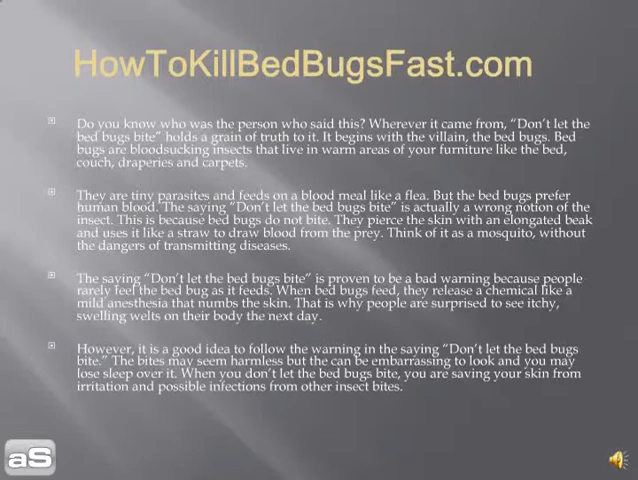 HowToKillBedBugsFast.com
Do you know who was the person who said this? Wherever it came from, “Don’t let the
bed bugs bite” holds a grain of truth to it. It begins with the villain, the bed bugs. Bed
bugs are bloodsucking insects that live in warm areas of your furniture like the bed,
couch, draperies and carpets.
They are tiny parasites and feeds on a blood meal like a flea. But the bed bugs prefer
human blood. The saying “Don’t let the bed bugs bite” is actually a wrong notion of the
insect. This is because bed bugs do not bite. They pierce the skin with an elongated beak
and uses it like a straw to draw blood from the prey. Think of it as a mosquito, without
the dangers of transmitting diseases.
The saying “Don’t let the bed bugs bite” is proven to be a bad warning because people
rarely feel the bed bug as it feeds. When bed bugs feed, they release a chemical like a
mild anesthesia that numbs the skin. That is why people are surprised to see itchy,
swelling welts on their body the next day.
However, it is a good idea to follow the warning in the saying “Don’t let the bed bugs
bite.” The bites may seem harmless but the can be embarrassing to look and you may
lose sleep over it. When you don’t let the bed bugs bite, you are saving your skin from
irritation and possible infections from other insect bites.
aS